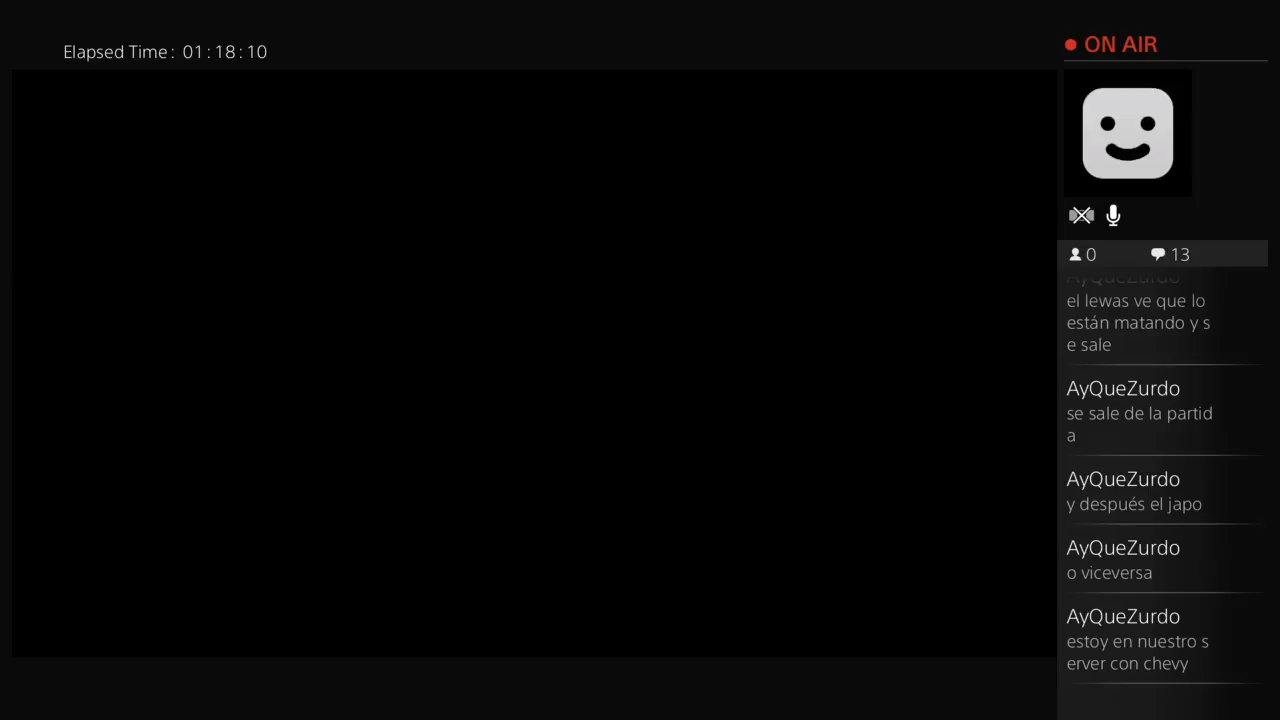 Elapsed Time: 01:18:10
ON AIR
0
13
AyQueZurdo
el lewas ve que lo
están matando y s
e sale
AyQueZurdo
se sale de la partid
a
AyQueZurdo
y después el japo
AyQueZurdo
o viceversa
AyQueZurdo
estoy en nuestro s
erver con chevy